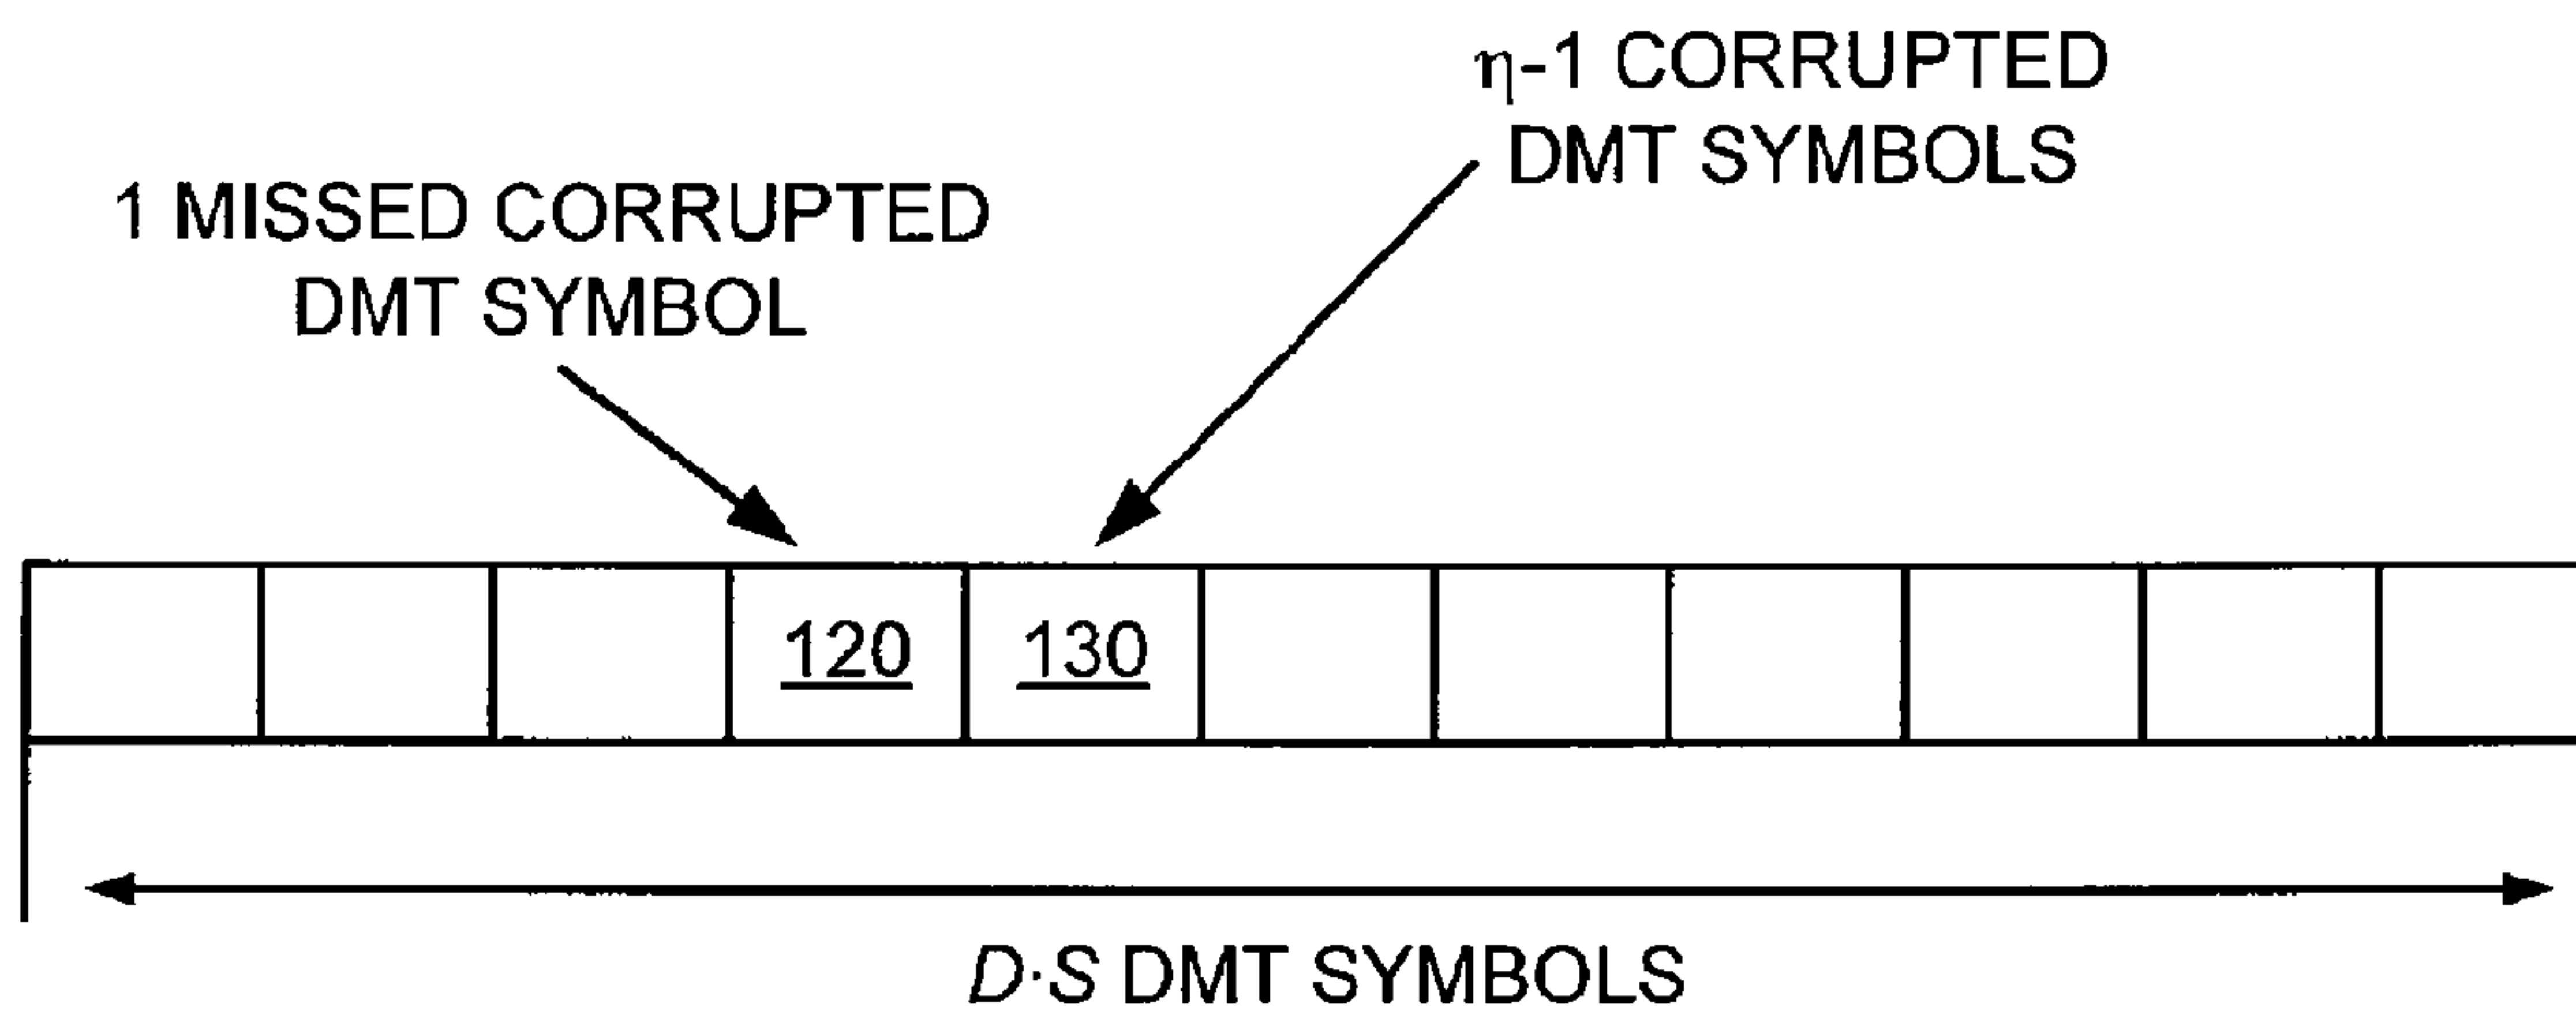 η-1 CORRUPTED
DMT SYMBOLS
1 MISSED CORRUPTED
DMT SYMBOL
120 130
D·S DMT SYMBOLS